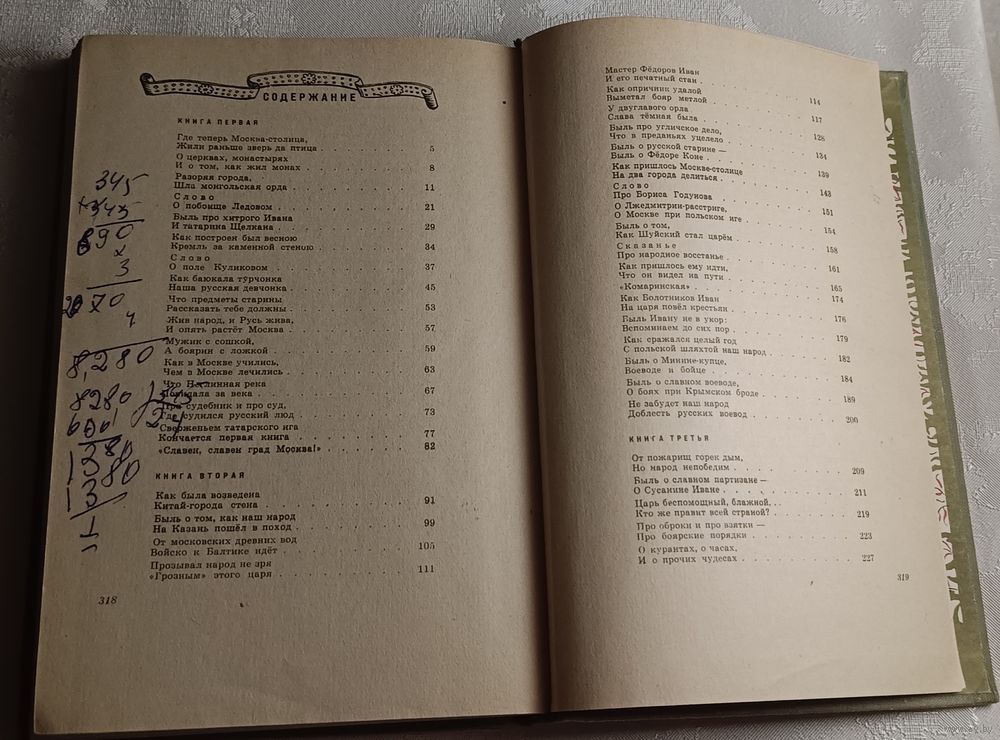 СОДЕРЖАНИЕ
КНИГА ПЕРВАЯ
Где теперь Москва-столица,
Жили раньше зверь да птица . . . . 5
О церквах, монастырях
И о том, как жил монах . . . . 8
Разоряя города,
Шла монгольская орда . . . . 11
Слово
О побоище Ледовом . . . . 21
Быль про хитрого Ивана
И татарина Щелкана . . . . 29
Как построен был весною
Кремль за каменной стеною . . . . 34
Слово
О поле Куликовом . . . . 37
Как баюкала турчонка
Наша русская девчонка . . . . 45
Что предметы старины
Рассказать тебе должны . . . . 53
Жив народ, и Русь жива,
И опять растёт Москва . . . . 57
Мужик с сошкой,
А боярин с ложкой . . . . 59
Как в Москве учились,
Чем в Москве лечились . . . . 63
Что Неглинная река
Повидала за века . . . . 67
Про судебник и про суд,
Где судился русский люд . . . . 73
Сверженьем татарского ига
Кончается первая книга . . . . 77
«Славен, славен град Москва!» . . . . 82
КНИГА ВТОРАЯ
Как была возведена
Китай-города стена . . . . 91
Быль о том, как наш народ
На Казань пошёл в поход . . . . 99
От московских древних вод
Войско к Балтике идёт . . . . 105
Прозывал народ не зря
«Грозным» этого царя . . . . 111
318
345
345
690
3
2070
4
8280
8280
Мастер Фёдоров Иван
И его печатный стан . . . . 114
Как опричник удалой
Выметал бояр метлой . . . . 117
У двуглавого орла
Слава тёмная была . . . . 128
Быль про угличское дело,
Что в преданьях уцелело . . . . 134
Быль о русской старине —
Быль о Фёдоре Коне . . . . 139
Как пришлось Москве-столице
На два города делиться . . . . 143
Слово
Про Бориса Годунова . . . . 151
О Лжедмитрии-расстриге,
О Москве при польском иге . . . . 154
Быль о том,
Как Шуйский стал царём . . . . 158
Сказанье
Про народное восстанье . . . . 161
Как пришлось ему идти,
Что он видел на пути . . . . 165
«Комаринская» . . . . 174
Как Болотников Иван
На царя повёл крестьян . . . . 176
Быль Ивану не в укор:
Вспоминаем до сих пор . . . . 179
Как сражался целый год
С польской шляхтой наш народ . . . . 182
Быль о Минине-купце,
Воеводе и бойце . . . . 184
Быль о славном воеводе,
О боях при Крымском броде . . . . 189
Не забудет наш народ
Доблесть русских воевод . . . . 200
КНИГА ТРЕТЬЯ
От пожарищ горек дым,
Но народ непобедим . . . . 209
Быль о славном партизане —
О Сусанине Иване . . . . 211
Царь беспомощный, блажной, . .
Кто же правит всей страной? . . . . 219
Про оброки и про взятки —
Про боярские порядки . . . . 223
О курантах, о часах,
И о прочих чудесах . . . . 227
319